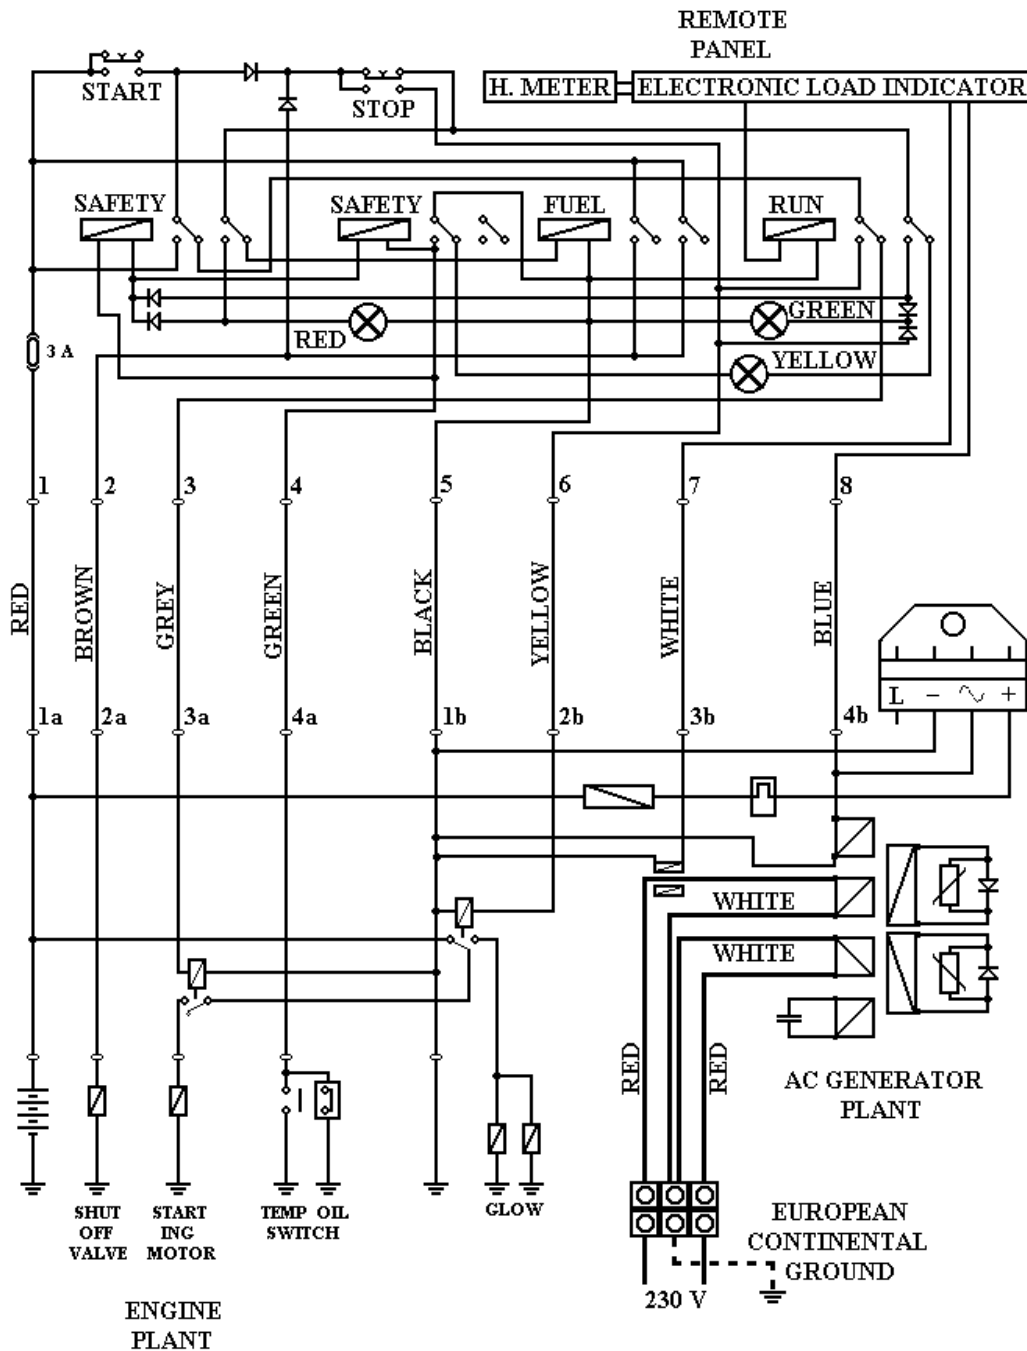 REMOTE
PANEL
H. METER
ELECTRONIC LOAD INDICATOR
START
STOP
SAFETY
SAFETY
FUEL
RUN
RED
GREEN
YELLOW
3 A
1
2
3
4
5
6
7
8
RED
BROWN
GREY
GREEN
BLACK
YELLOW
WHITE
BLUE
L − ∿ +
1a
2a
3a
4a
1b
2b
3b
4b
WHITE
WHITE
RED
RED
AC GENERATOR
PLANT
SHUT
OFF
VALVE
START
ING
MOTOR
TEMP OIL
SWITCH
GLOW
EUROPEAN
CONTINENTAL
GROUND
230 V
ENGINE
PLANT